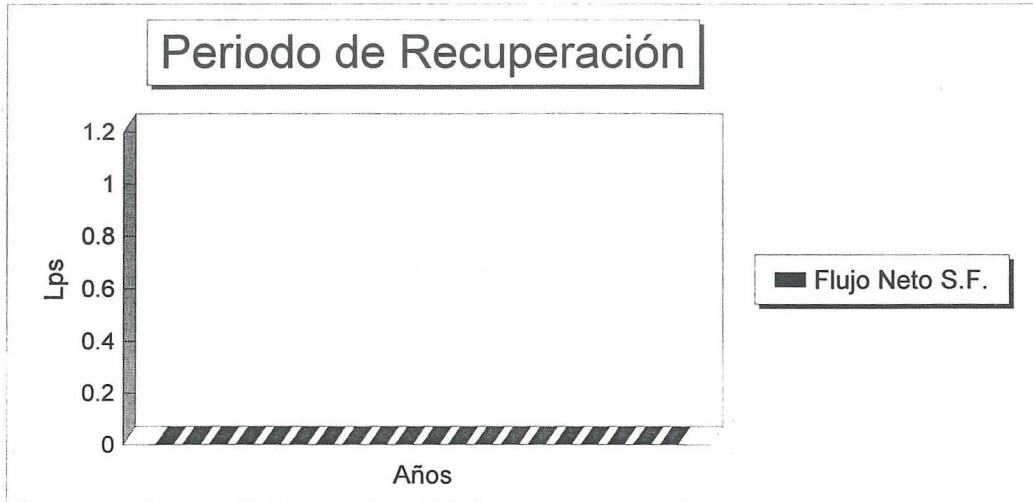 Periodo de Recuperación
1.2
1
0.8
0.6
0.4
0.2
0
Lps
Años
Flujo Neto S.F.